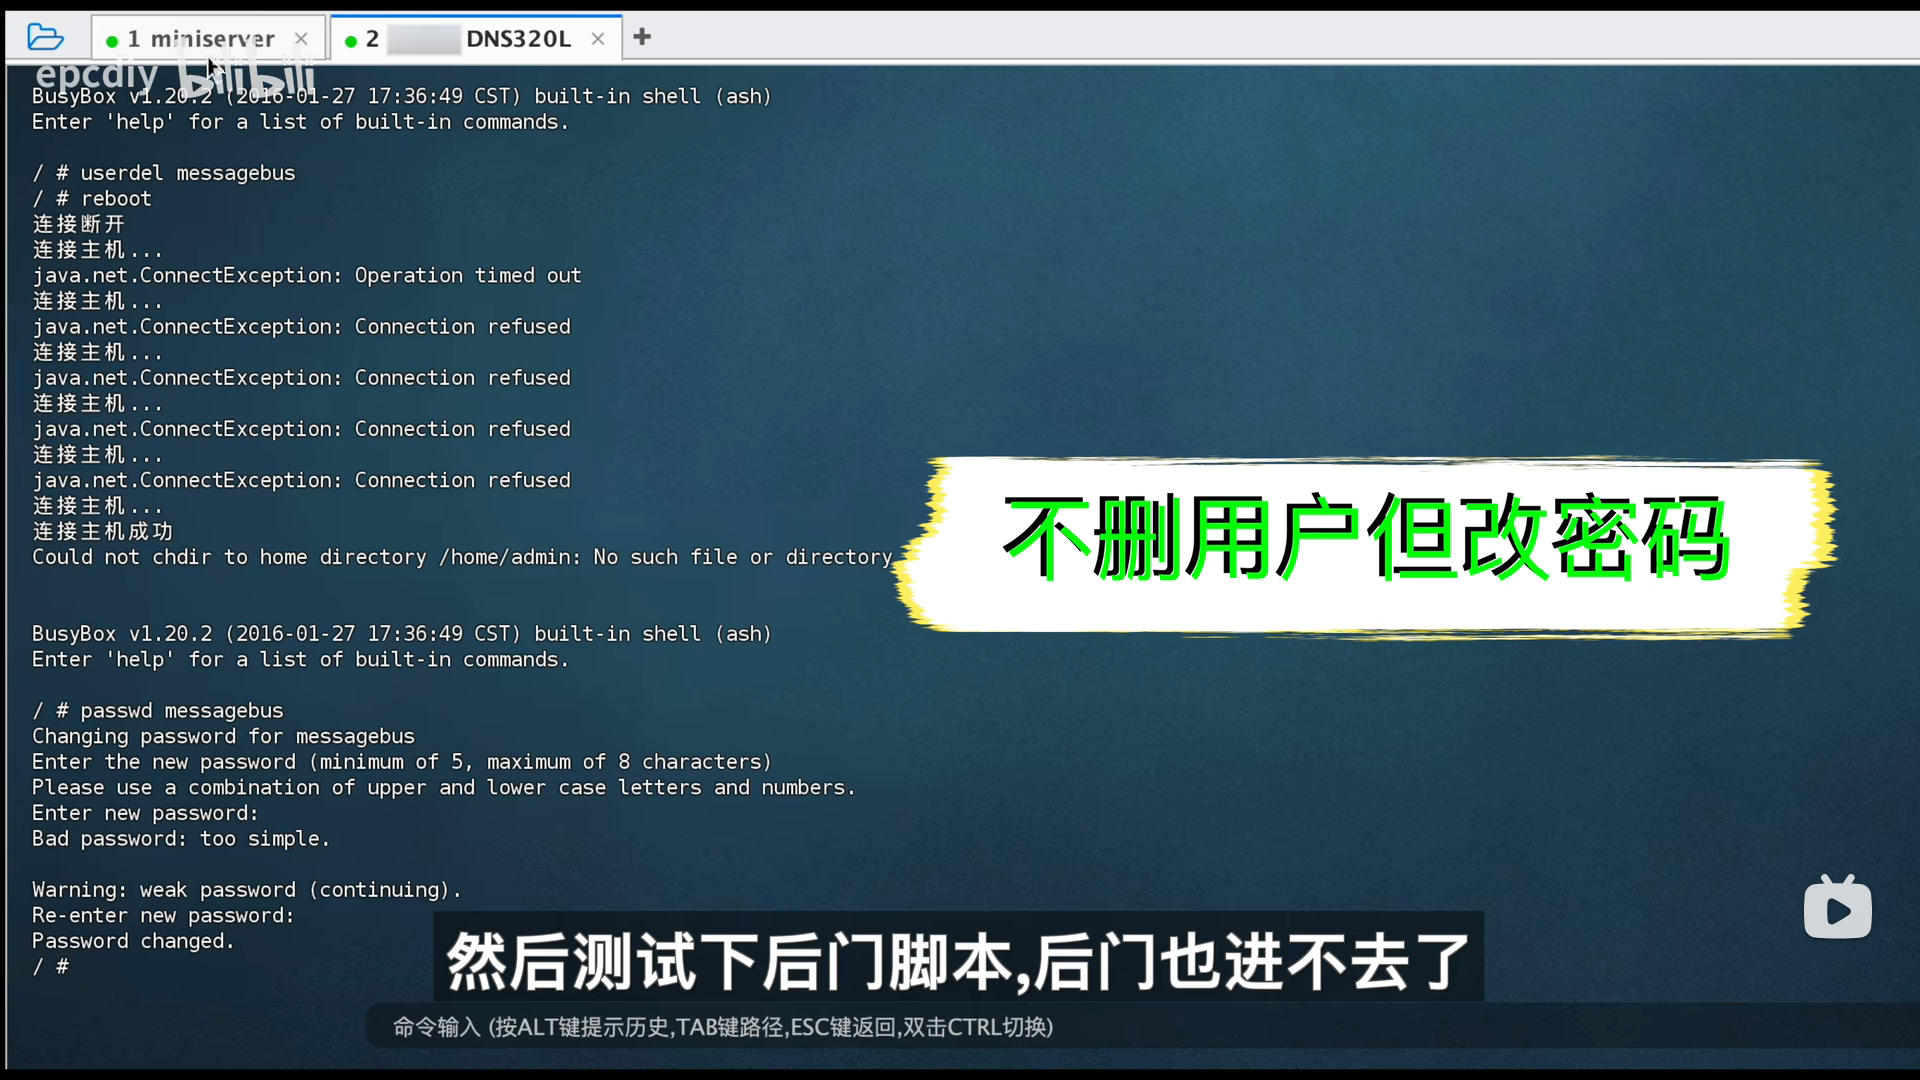 1 miniserver
2 DNS320L
epcdiy bilibili
BusyBox v1.20.2 (2016-01-27 17:36:49 CST) built-in shell (ash)
Enter 'help' for a list of built-in commands.
/ # userdel messagebus
/ # reboot
连接断开
连接主机...
java.net.ConnectException: Operation timed out
连接主机...
java.net.ConnectException: Connection refused
连接主机...
java.net.ConnectException: Connection refused
连接主机...
java.net.ConnectException: Connection refused
连接主机...
java.net.ConnectException: Connection refused
连接主机...
连接主机成功
Could not chdir to home directory /home/admin: No such file or directory
不删用户但改密码
BusyBox v1.20.2 (2016-01-27 17:36:49 CST) built-in shell (ash)
Enter 'help' for a list of built-in commands.
/ # passwd messagebus
Changing password for messagebus
Enter the new password (minimum of 5, maximum of 8 characters)
Please use a combination of upper and lower case letters and numbers.
Enter new password:
Bad password: too simple.
Warning: weak password (continuing).
Re-enter new password:
Password changed.
/ #
然后测试下后门脚本,后门也进不去了
命令输入 (按ALT键提示历史,TAB键路径,ESC键返回,双击CTRL切换)